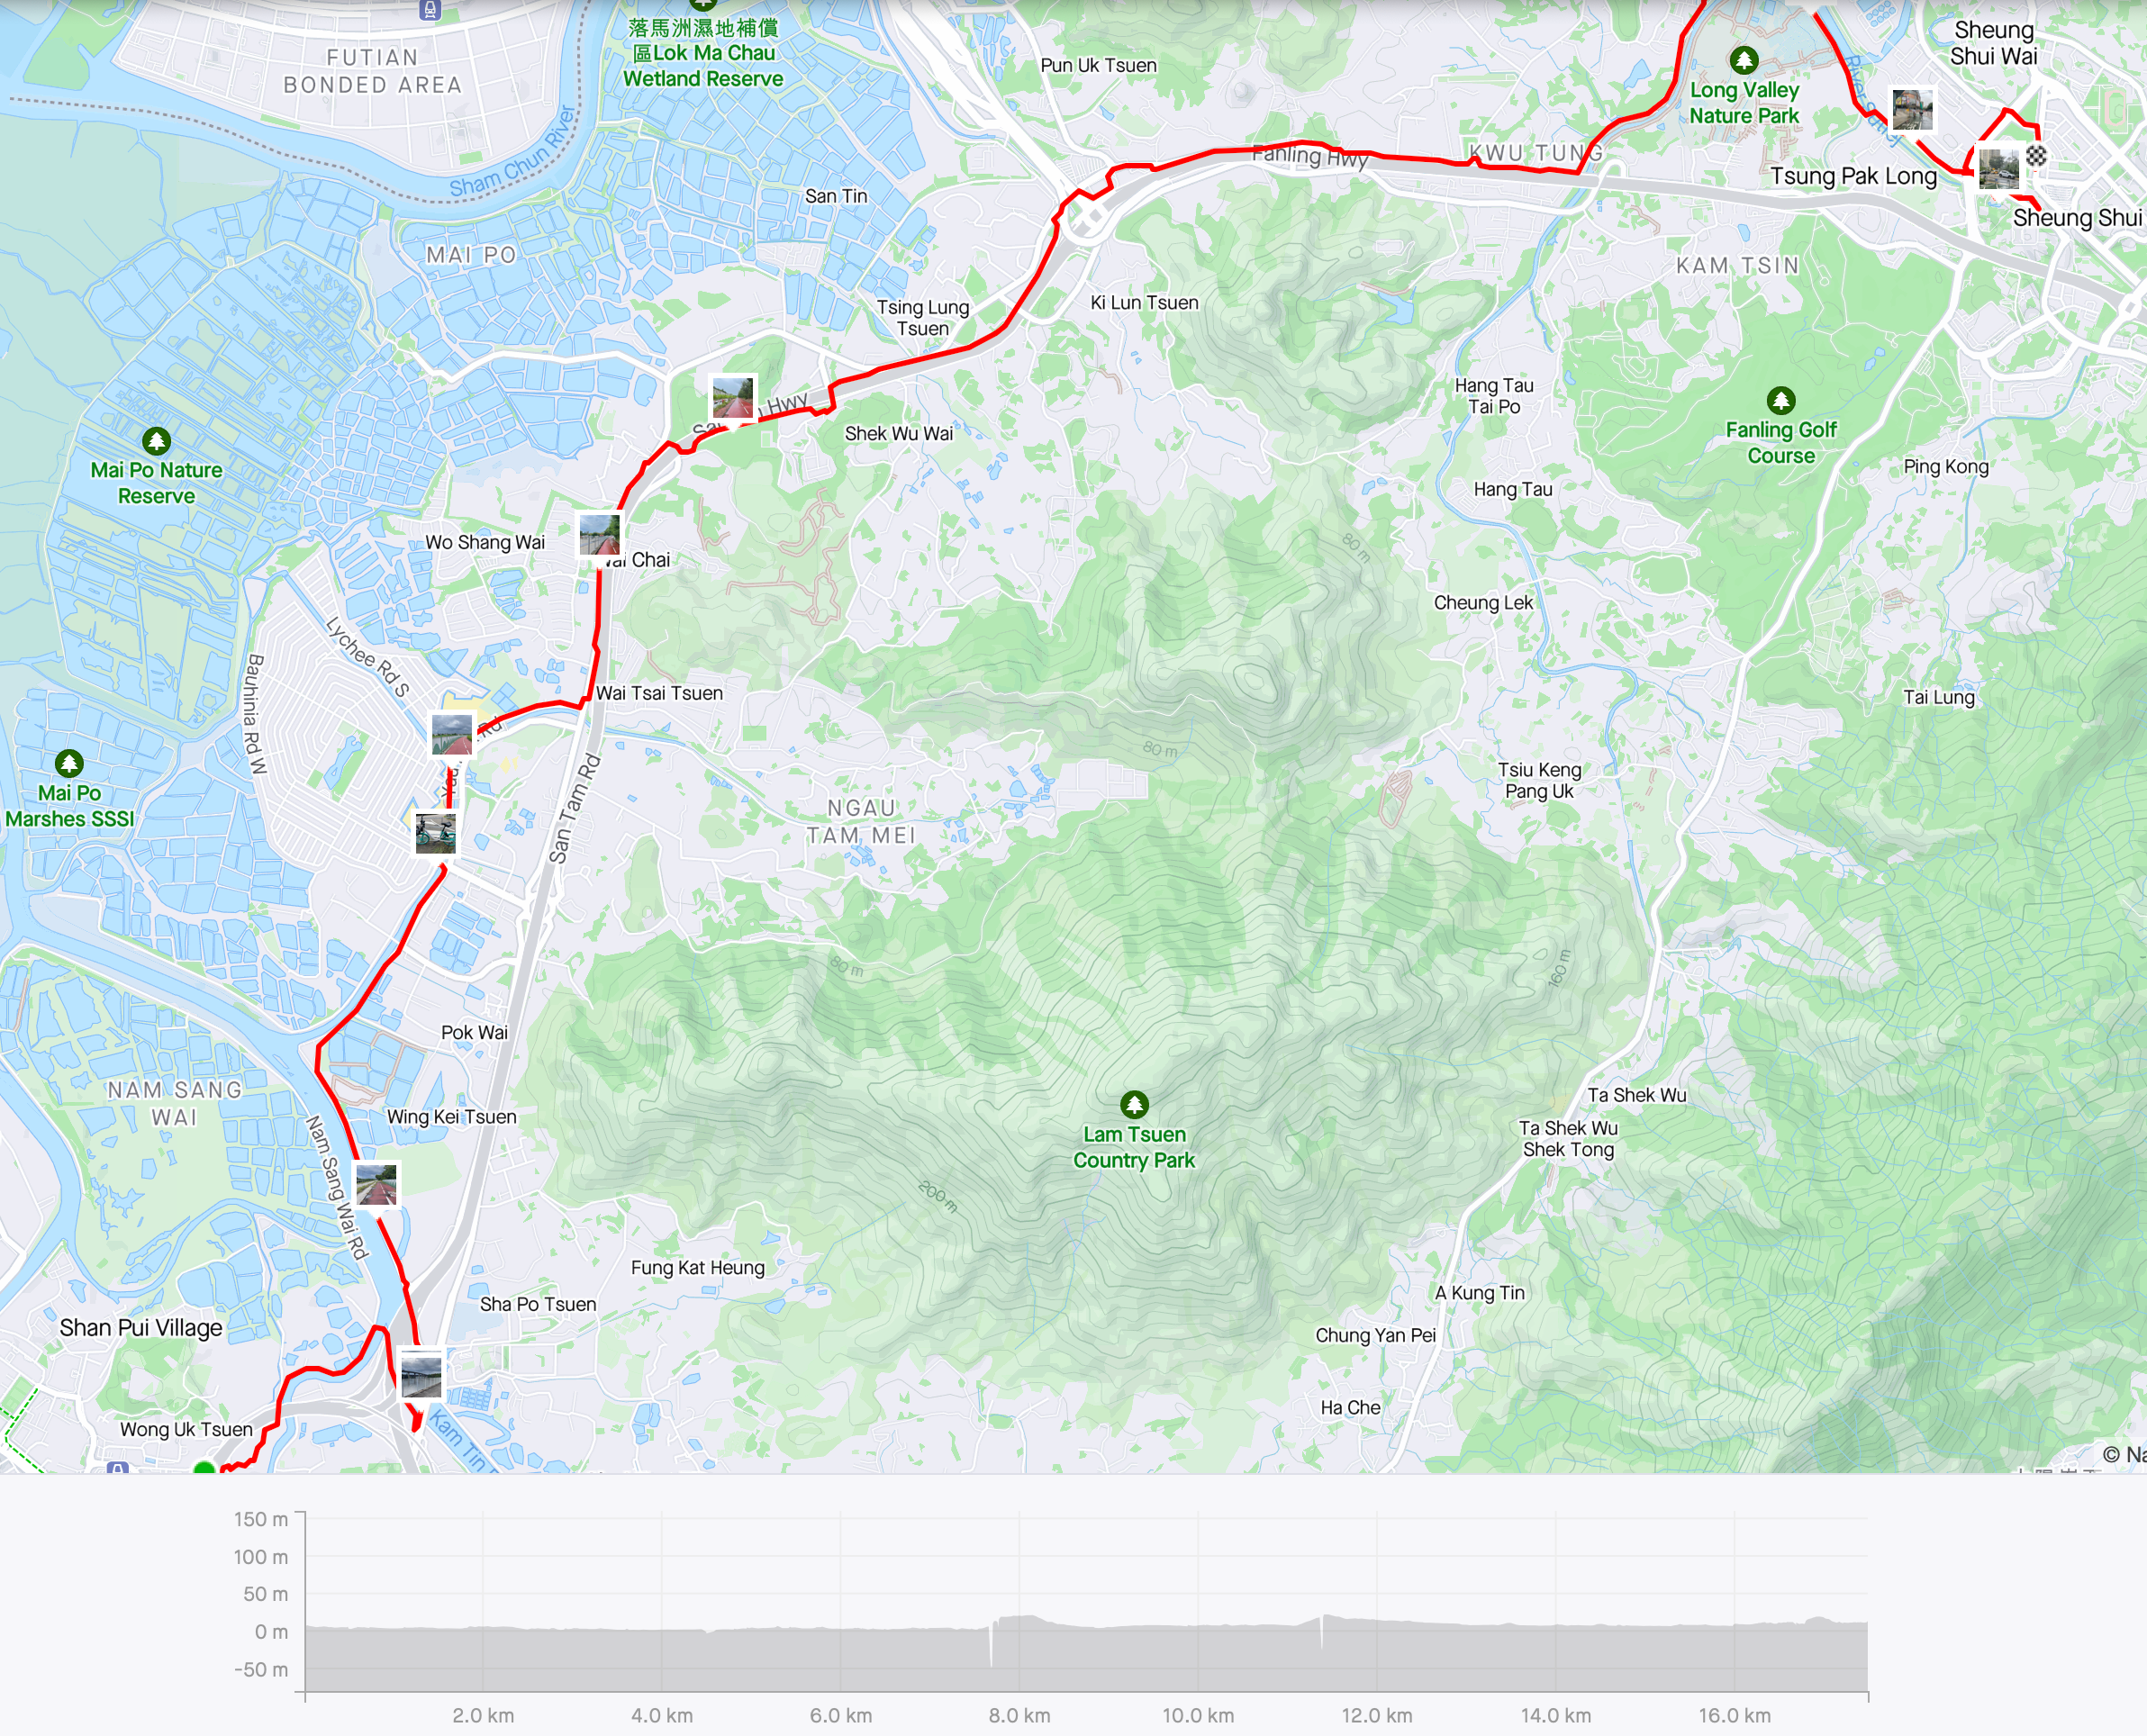 FUTIAN
BONDED AREA
落馬洲濕地補償
區Lok Ma Chau
Wetland Reserve
Pun Uk Tsuen
Long Valley
Nature Park
Sheung
Shui Wai
Sham Chun River
San Tin
Fanling Hwy
KWU TUNG
Tsung Pak Long
Sheung Shui
MAI PO
Tsing Lung
Tsuen
Ki Lun Tsuen
KAM TSIN
Hang Tau
Tai Po
Hwy
Shek Wu Wai
Fanling Golf
Course
Mai Po Nature
Reserve
Ping Kong
Hang Tau
Wo Shang Wai
Chai
Cheung Lek
Lychee Rd S
Bauhinia Rd W
Wai Tsai Tsuen
Tai Lung
Rd
80 m
80 m
Mai Po
Marshes SSSI
San Tam Rd
NGAU
TAM MEI
Tsiu Keng
Pang Uk
80 m
160 m
Pok Wai
NAM SANG
WAI
Wing Kei Tsuen
Nam Sang Wai Rd
Lam Tsuen
Country Park
Ta Shek Wu
Ta Shek Wu
Shek Tong
200 m
Fung Kat Heung
Sha Po Tsuen
A Kung Tin
Shan Pui Village
Chung Yan Pei
Ha Che
Wong Uk Tsuen
Kam Tin
© Na
150 m
100 m
50 m
0 m
-50 m
2.0 km
4.0 km
6.0 km
8.0 km
10.0 km
12.0 km
14.0 km
16.0 km